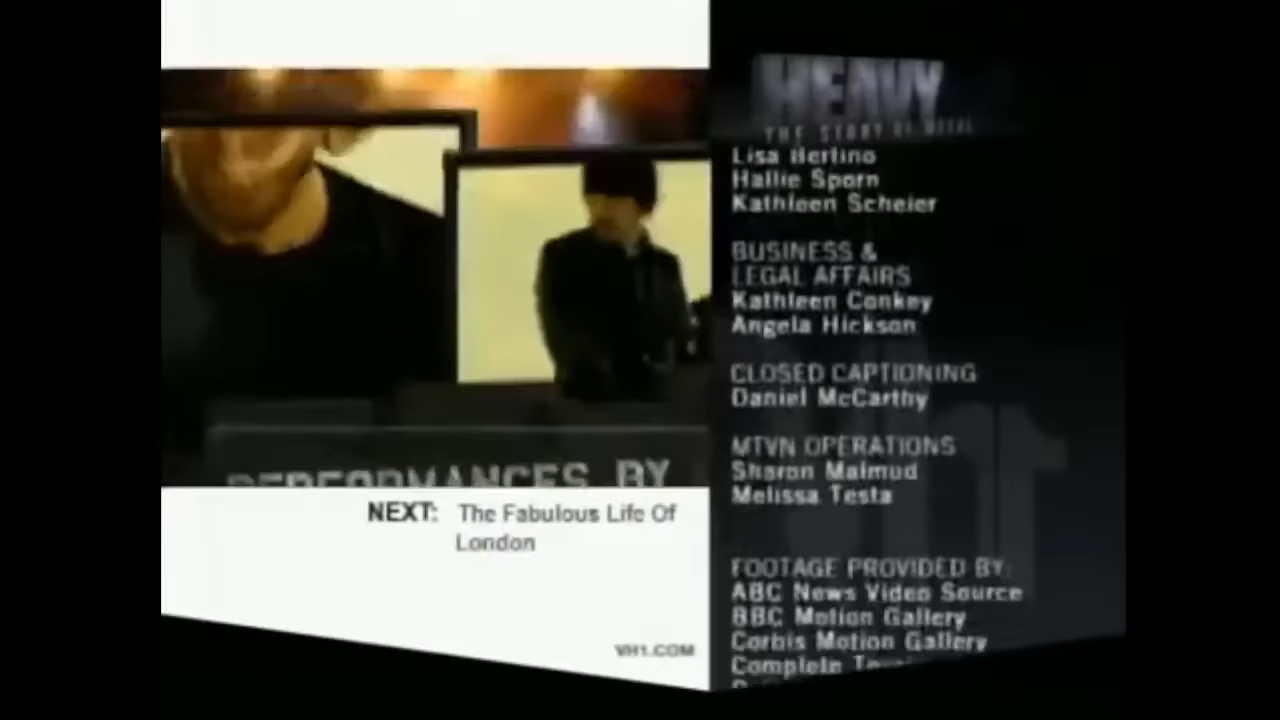 PERFORMANCES BY
NEXT: The Fabulous Life Of
London
VH1.COM
HEAVY
THE STORY OF METAL
Lisa Bertino
Hallie Sporn
Kathleen Scheier
BUSINESS &
LEGAL AFFAIRS
Kathleen Conkey
Angela Hickson
CLOSED CAPTIONING
Daniel McCarthy
MTVN OPERATIONS
Sharon Malmud
Melissa Testa
FOOTAGE PROVIDED BY:
ABC News Video Source
BBC Motion Gallery
Corbis Motion Gallery
Complete